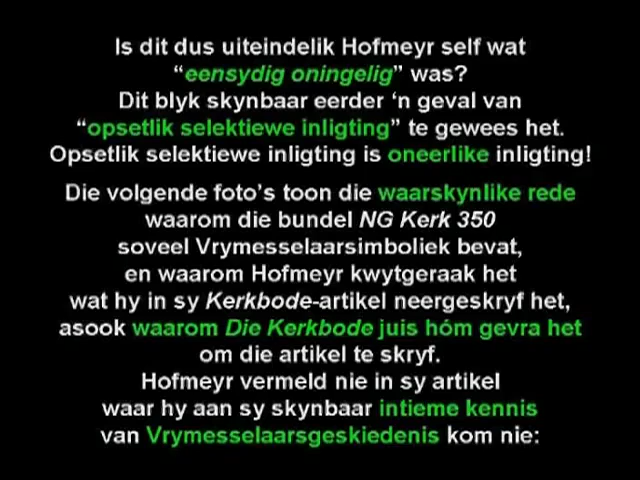 Is dit dus uiteindelik Hofmeyr self wat
“eensydig oningelig” was?
Dit blyk skynbaar eerder ‘n geval van
“opsetlik selektiewe inligting” te gewees het.
Opsetlik selektiewe inligting is oneerlike inligting!
Die volgende foto’s toon die waarskynlike rede
waarom die bundel NG Kerk 350
soveel Vrymesselaarsimboliek bevat,
en waarom Hofmeyr kwytgeraak het
wat hy in sy Kerkbode-artikel neergeskryf het,
asook waarom Die Kerkbode juis hóm gevra het
om die artikel te skryf.
Hofmeyr vermeld nie in sy artikel
waar hy aan sy skynbaar intieme kennis
van Vrymesselaarsgeskiedenis kom nie: